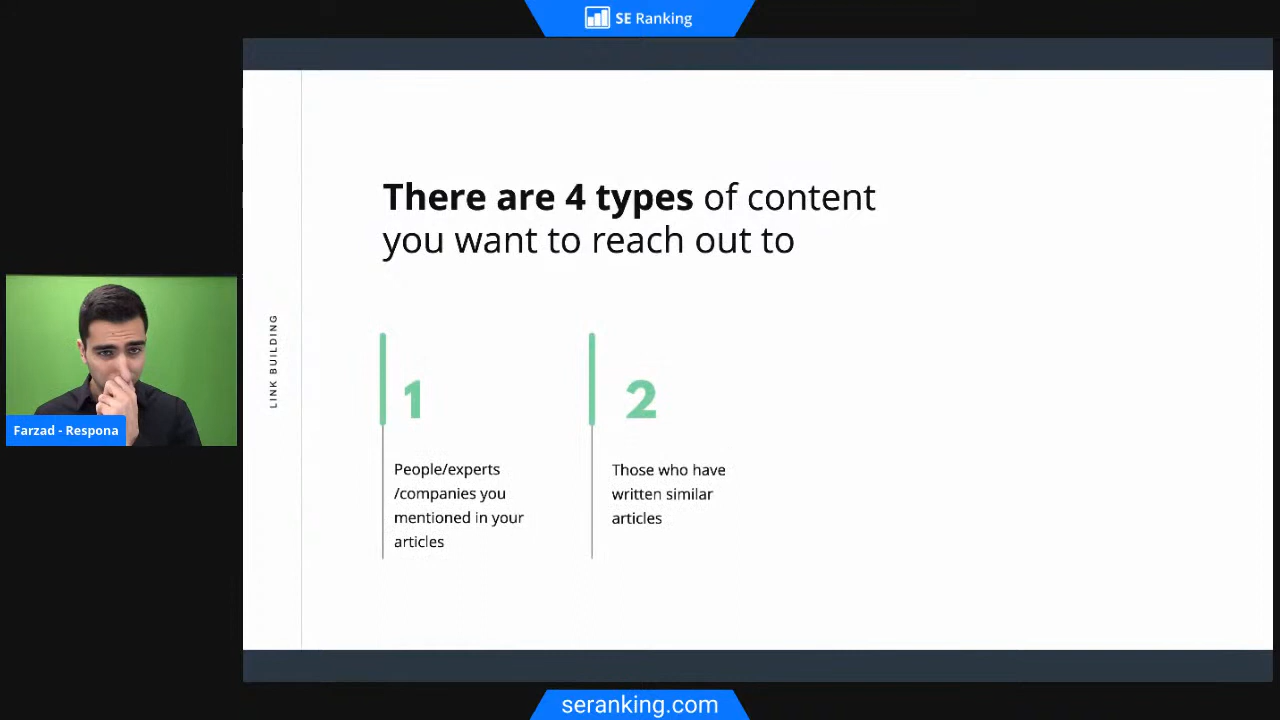 SE Ranking
There are 4 types of content
you want to reach out to
LINK BUILDING
1
People/experts
/companies you
mentioned in your
articles
2
Those who have
written similar
articles
Farzad - Respona
seranking.com